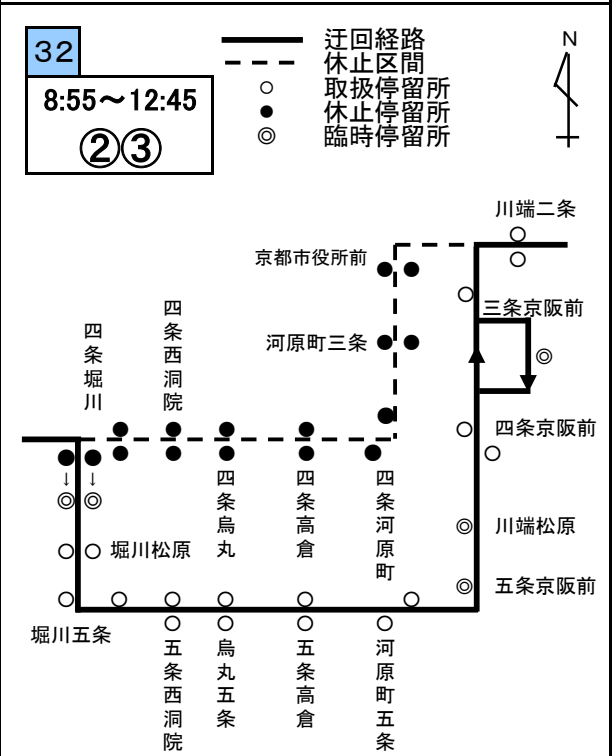 32
8:55～12:45
②③
迂回経路
休止区間
取扱停留所
休止停留所
臨時停留所
N
川端二条
京都市役所前
三条京阪前
河原町三条
四条西洞院
四条堀川
四条京阪前
四条烏丸
四条高倉
四条河原町
↓ ↓
川端松原
堀川松原
五条京阪前
堀川五条
五条西洞院
烏丸五条
五条高倉
河原町五条